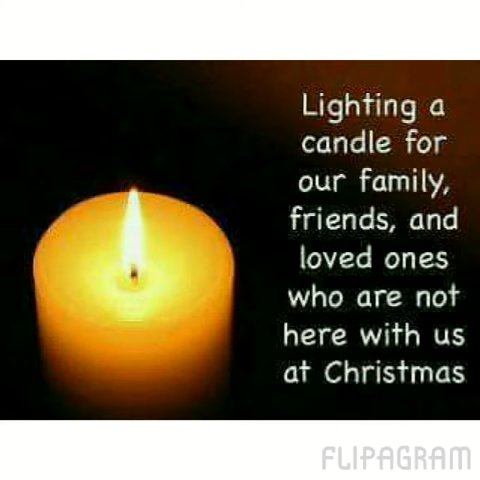 Lighting a
candle for
our family,
friends, and
loved ones
who are not
here with us
at Christmas
FLIPAGRAM